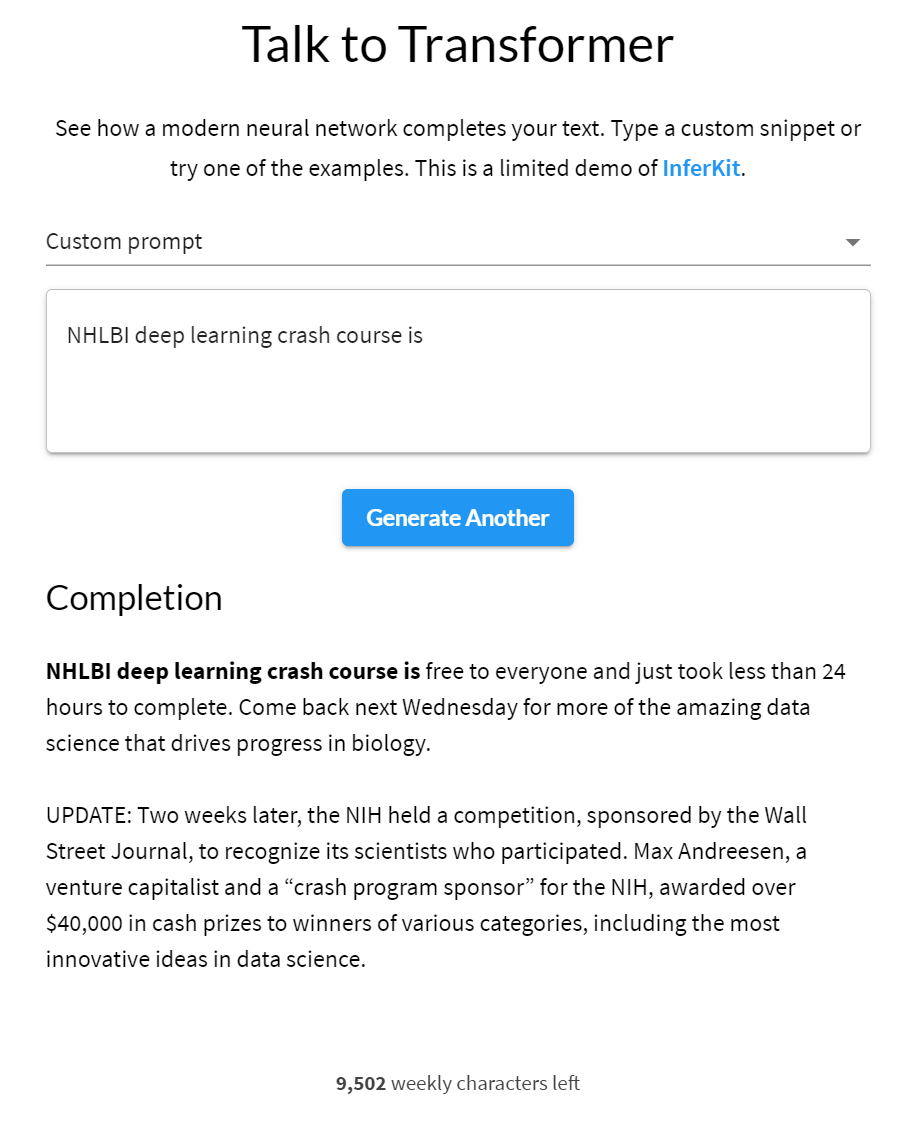 Talk to Transformer
See how a modern neural network completes your text. Type a custom snippet or
try one of the examples. This is a limited demo of InferKit.
Custom prompt
NHLBI deep learning crash course is
Generate Another
Completion
NHLBI deep learning crash course is free to everyone and just took less than 24
hours to complete. Come back next Wednesday for more of the amazing data
science that drives progress in biology.
UPDATE: Two weeks later, the NIH held a competition, sponsored by the Wall
Street Journal, to recognize its scientists who participated. Max Andreesen, a
venture capitalist and a “crash program sponsor” for the NIH, awarded over
$40,000 in cash prizes to winners of various categories, including the most
innovative ideas in data science.
9,502 weekly characters left